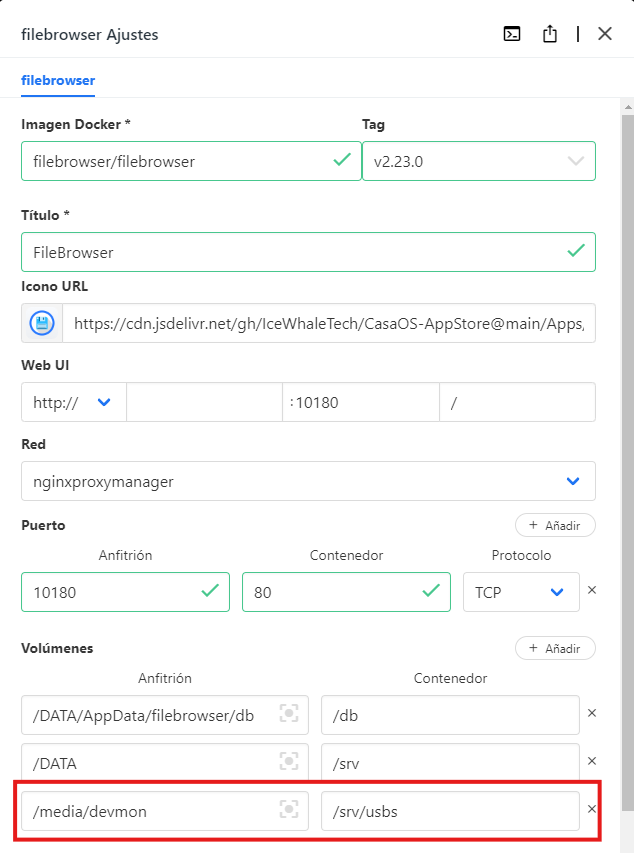 filebrowser Ajustes
filebrowser
Imagen Docker * Tag
filebrowser/filebrowser v2.23.0
Título *
FileBrowser
Icono URL
https://cdn.jsdelivr.net/gh/IceWhaleTech/CasaOS-AppStore@main/Apps/
Web UI
http:// :10180 /
Red
nginxproxymanager
Puerto + Añadir
Anfitrión Contenedor Protocolo
10180 80 TCP
Volúmenes + Añadir
Anfitrión Contenedor
/DATA/AppData/filebrowser/db /db
/DATA /srv
/media/devmon /srv/usbs